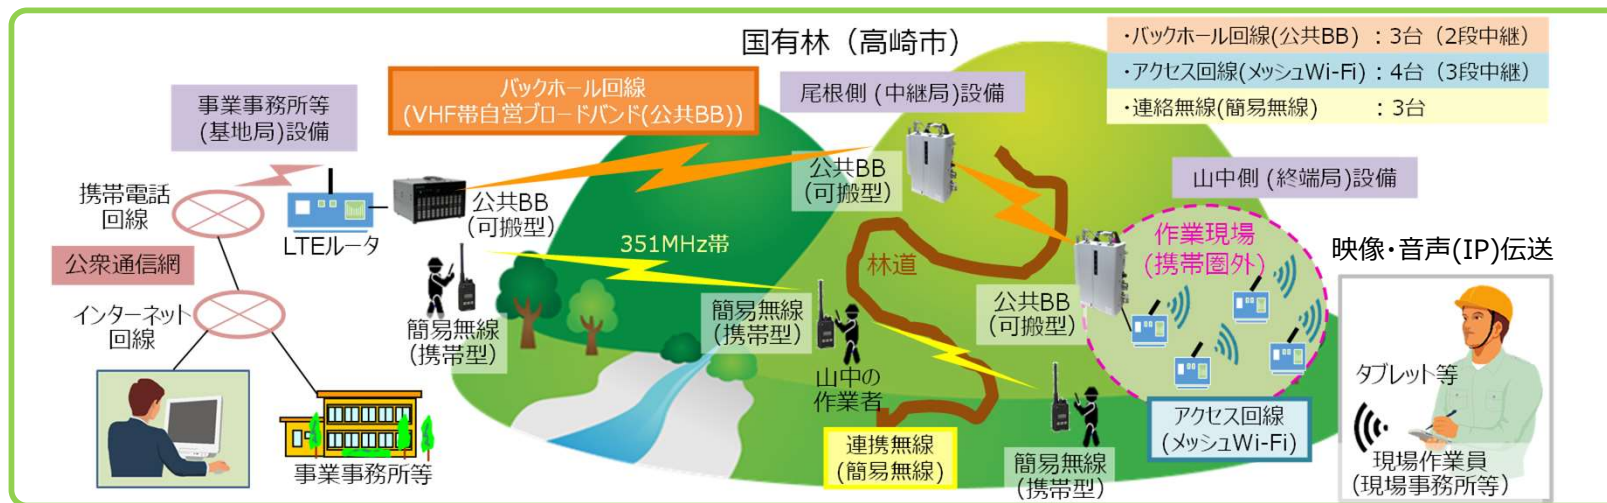 国有林（高崎市）
・バックホール回線(公共BB) ：3台（2段中継）
・アクセス回線(メッシュWi-Fi)：4台（3段中継）
・連絡無線(簡易無線) ：3台
バックホール回線
(VHF帯自営ブロードバンド(公共BB))
尾根側 (中継局)設備
事業事務所等
(基地局)設備
公共BB
(可搬型)
山中側 (終端局)設備
携帯電話
回線
LTEルータ
公共BB
(可搬型)
公衆通信網
351MHz帯
林道
作業現場
(携帯圏外)
映像・音声(IP)伝送
インターネット
回線
簡易無線
(携帯型)
簡易無線
(携帯型)
公共BB
(可搬型)
山中の
作業者
タブレット等
アクセス回線
(メッシュWi-Fi)
連携無線
(簡易無線)
簡易無線
(携帯型)
事業事務所等
現場作業員
(現場事務所等)